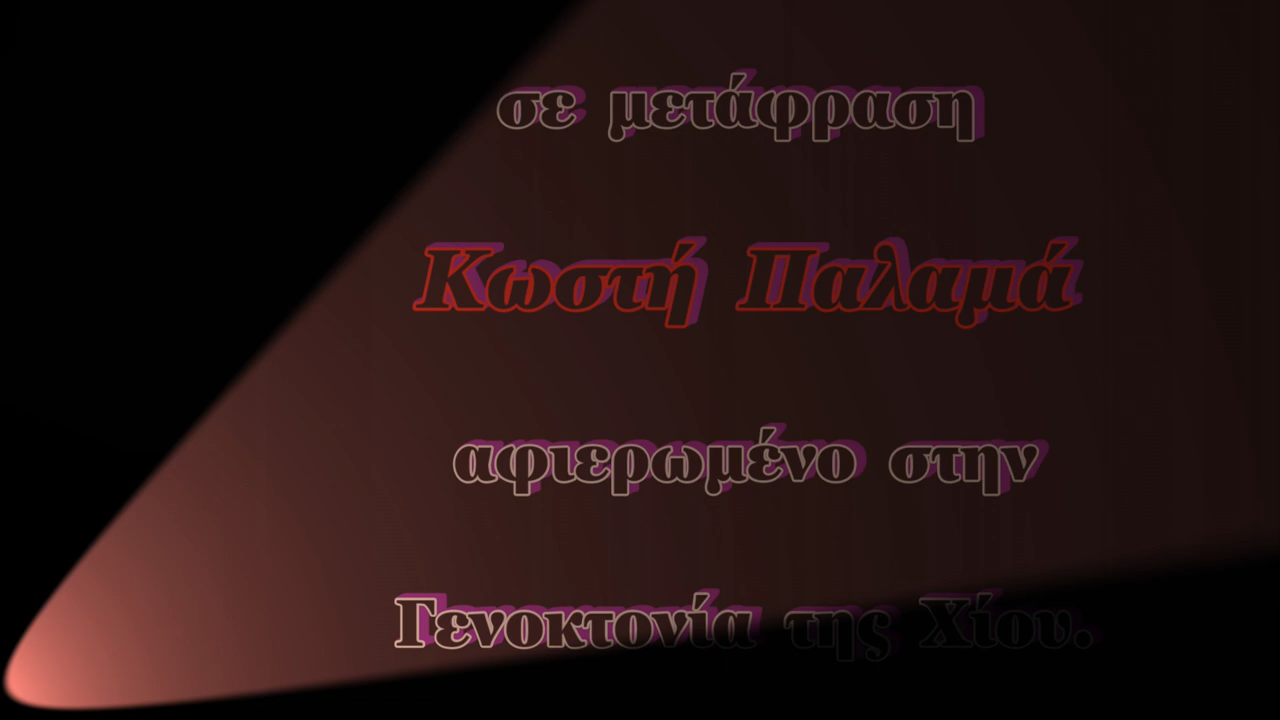 σε μετάφραση
Κωστή Παλαμά
αφιερωμένο στην
Γενοκτονία της Χίου.